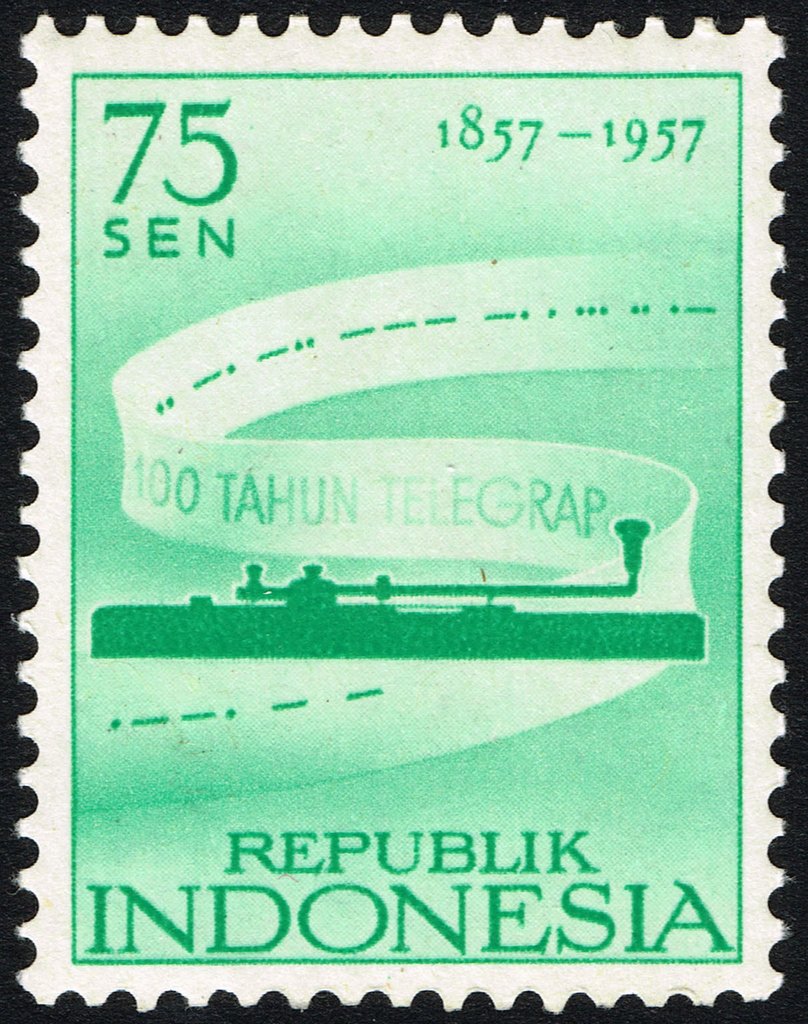 75
SEN
1857-1957
100 TAHUN TELEGRAP
REPUBLIK
INDONESIA